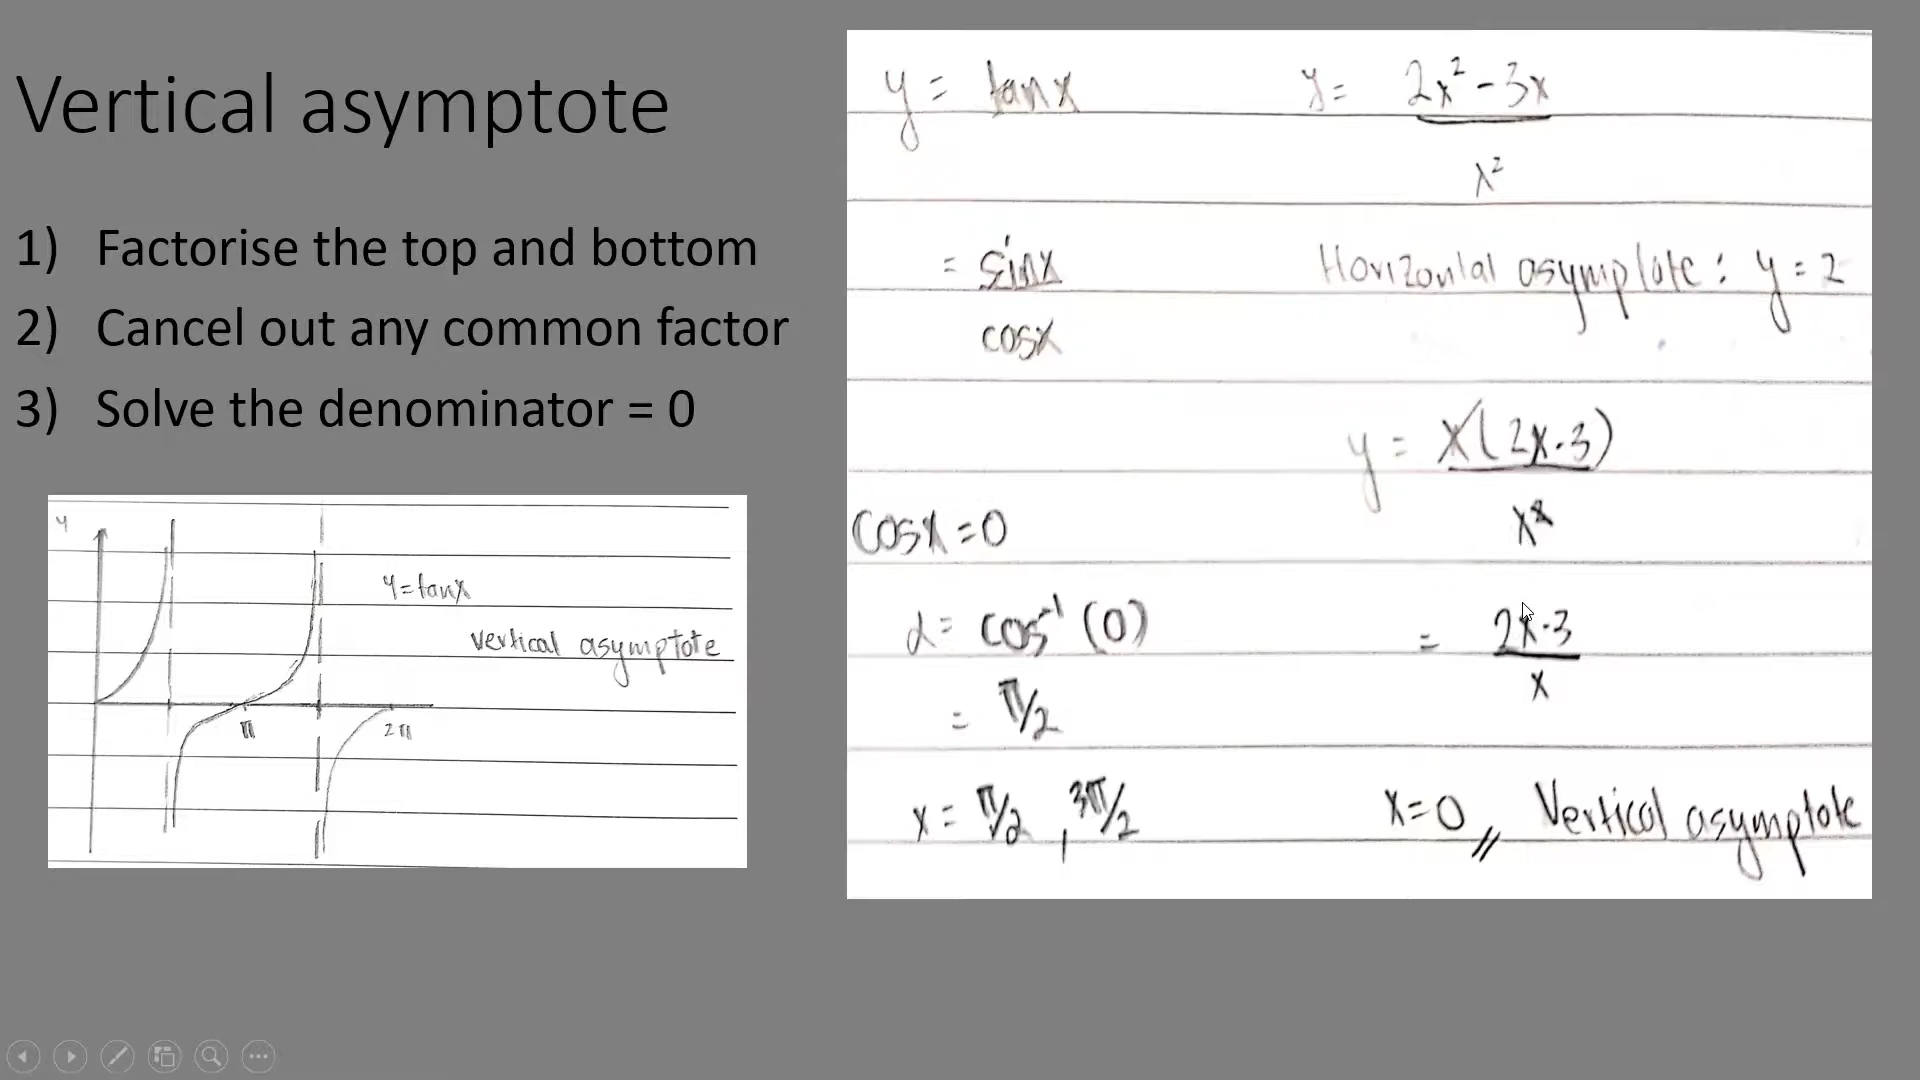 Vertical asymptote
1) Factorise the top and bottom
2) Cancel out any common factor
3) Solve the denominator = 0
y
y=tanx
vertical asymptote
π
2π
y = tanx
= sinx
cosx
cosx=0
α= cos⁻¹ (0)
= π/2
x = π/2 , 3π/2
y= 2x²-3x
x²
Horizontal asymptote: y=2
y = x(2x-3)
x²
= 2x-3
x
x=0 // Vertical asymptote